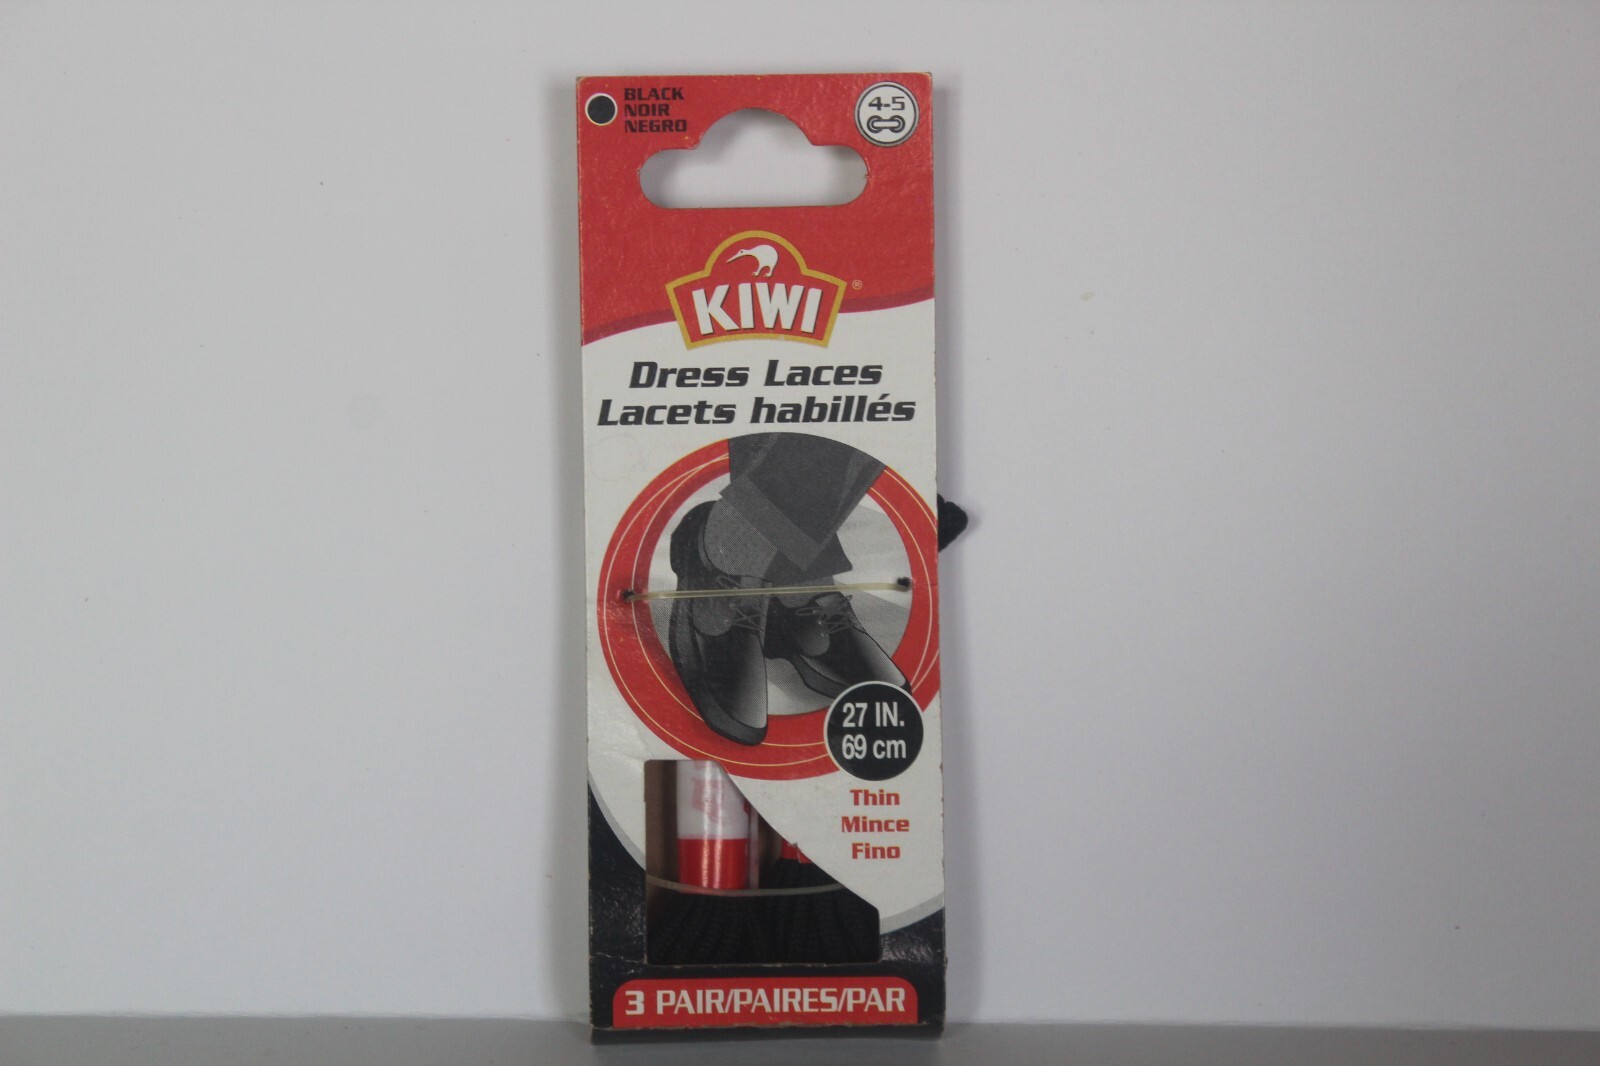 BLACK
NOIR
NEGRO
4-5
KIWI®
Dress Laces
Lacets habillés
27 IN.
69 cm
Thin
Mince
Fino
3 PAIR/PAIRES/PAR